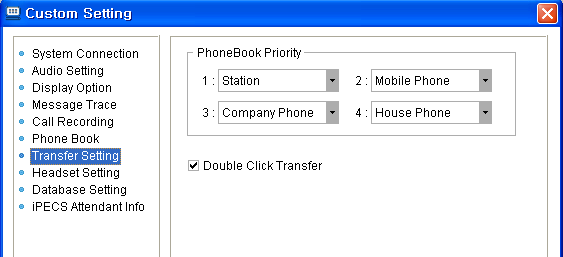 Custom Setting
System Connection
Audio Setting
Display Option
Message Trace
Call Recording
Phone Book
Transfer Setting
Headset Setting
Database Setting
iPECS Attendant Info
PhoneBook Priority
1 : Station 2 : Mobile Phone
3 : Company Phone 4 : House Phone
Double Click Transfer